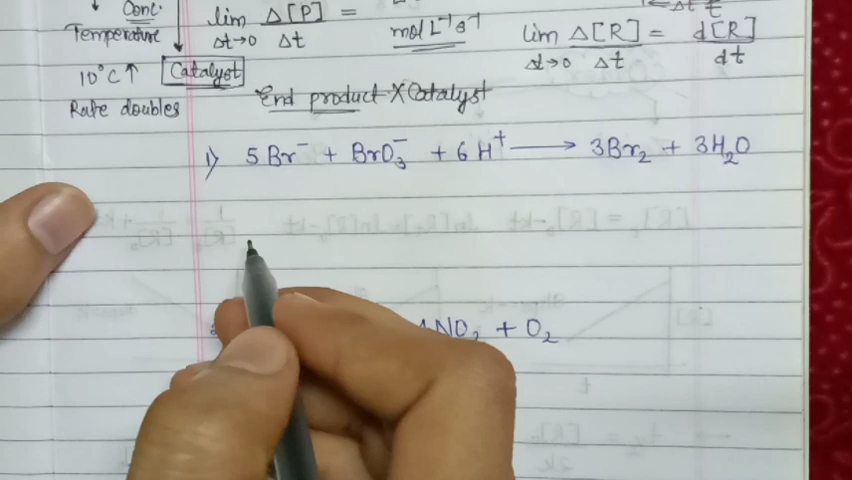 Conc.
Temperature
10°C ↑ Catalyst
Rate doubles
lim Δ[P] =
Δt→0 Δt
mol L⁻¹ s⁻¹
lim Δ[R] = d[R]
Δt→0 Δt dt
End product X Catalyst
1) 5Br⁻ + BrO₃⁻ + 6H⁺ → 3Br₂ + 3H₂O
NO₂ + O₂